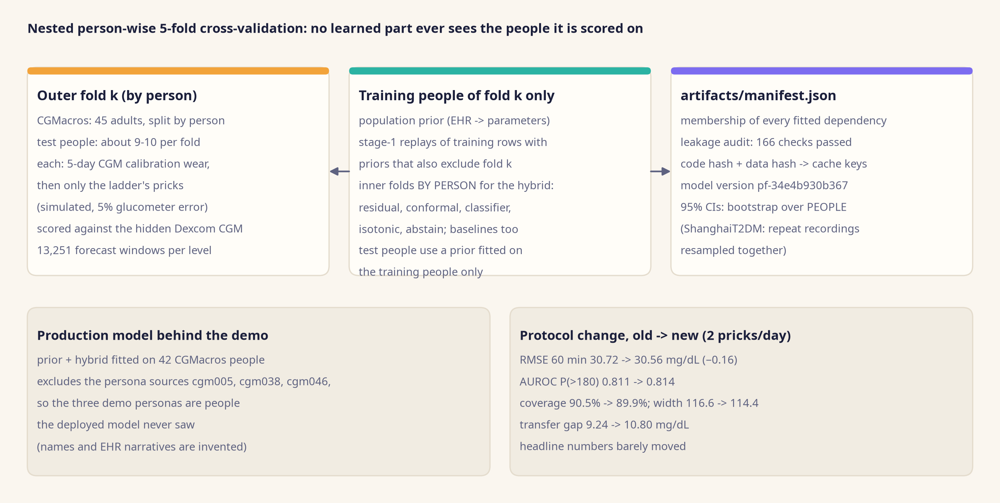 Nested person-wise 5-fold cross-validation: no learned part ever sees the people it is scored on
Outer fold k (by person)
CGMacros: 45 adults, split by person
test people: about 9-10 per fold
each: 5-day CGM calibration wear,
then only the ladder's pricks
(simulated, 5% glucometer error)
scored against the hidden Dexcom CGM
13,251 forecast windows per level
Training people of fold k only
population prior (EHR -> parameters)
stage-1 replays of training rows with
priors that also exclude fold k
inner folds BY PERSON for the hybrid:
residual, conformal, classifier,
isotonic, abstain; baselines too
test people use a prior fitted on
the training people only
artifacts/manifest.json
membership of every fitted dependency
leakage audit: 166 checks passed
code hash + data hash -> cache keys
model version pf-34e4b930b367
95% CIs: bootstrap over PEOPLE
(ShanghaiT2DM: repeat recordings
resampled together)
Production model behind the demo
prior + hybrid fitted on 42 CGMacros people
excludes the persona sources cgm005, cgm038, cgm046,
so the three demo personas are people
the deployed model never saw
(names and EHR narratives are invented)
Protocol change, old -> new (2 pricks/day)
RMSE 60 min 30.72 -> 30.56 mg/dL (−0.16)
AUROC P(>180) 0.811 -> 0.814
coverage 90.5% -> 89.9%; width 116.6 -> 114.4
transfer gap 9.24 -> 10.80 mg/dL
headline numbers barely moved